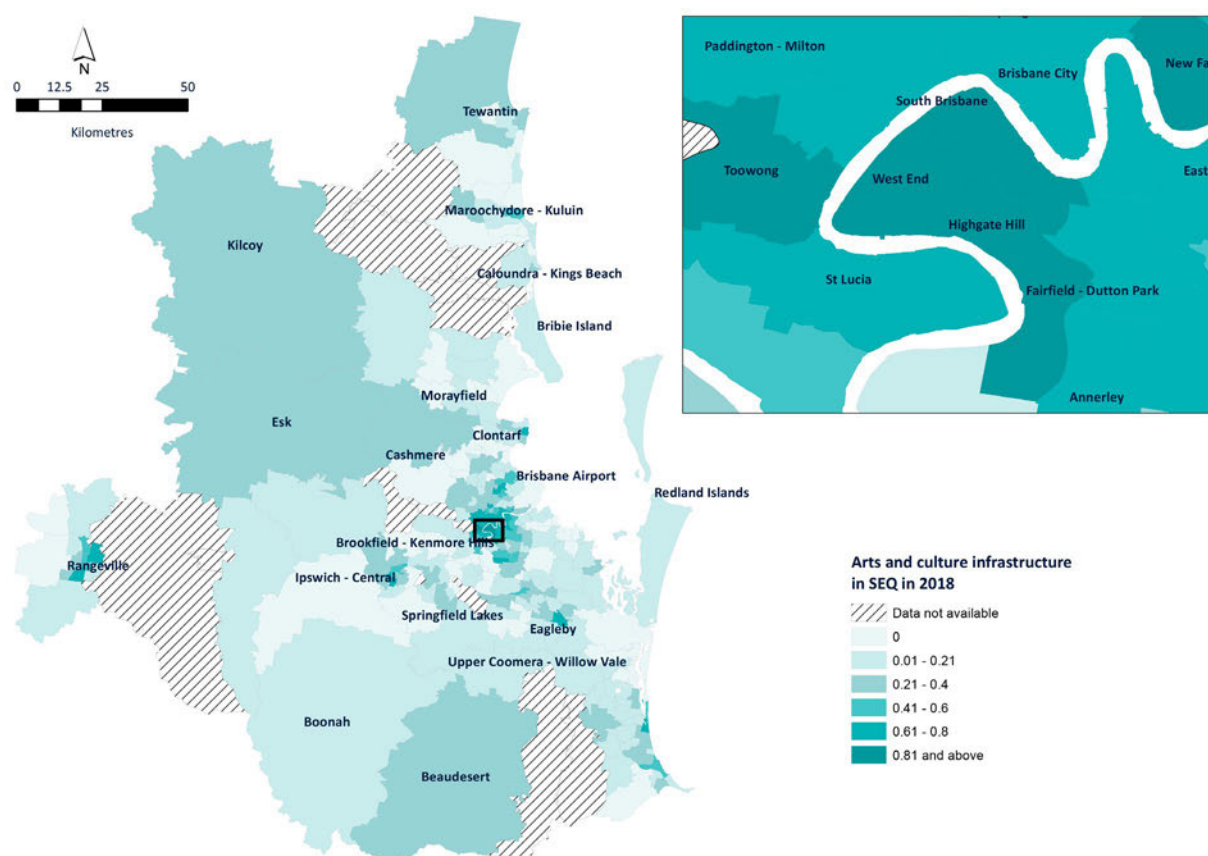 N
0 12.5 25 50
Kilometres
Tewantin
Maroochydore - Kuluin
Kilcoy
Caloundra - Kings Beach
Bribie Island
Morayfield
Esk
Clontarf
Cashmere
Brisbane Airport
Redland Islands
Brookfield - Kenmore Hills
Rangeville
Ipswich - Central
Springfield Lakes
Eagleby
Upper Coomera - Willow Vale
Boonah
Beaudesert
Paddington - Milton
Brisbane City
New Fa
South Brisbane
Toowong
West End
East
Highgate Hill
St Lucia
Fairfield - Dutton Park
Annerley
Arts and culture infrastructure
in SEQ in 2018
Data not available
0
0.01 - 0.21
0.21 - 0.4
0.41 - 0.6
0.61 - 0.8
0.81 and above